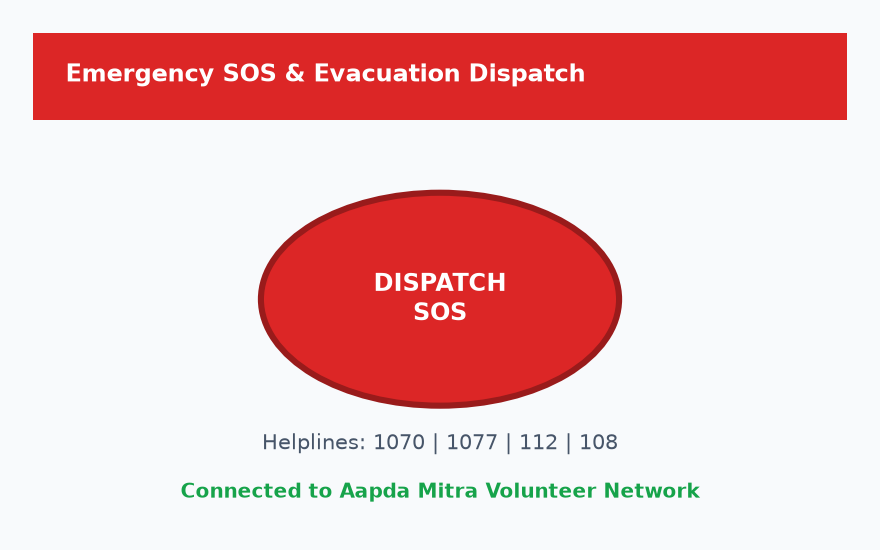 Emergency SOS & Evacuation Dispatch
DISPATCH
SOS
Helplines: 1070 | 1077 | 112 | 108
Connected to Aapda Mitra Volunteer Network